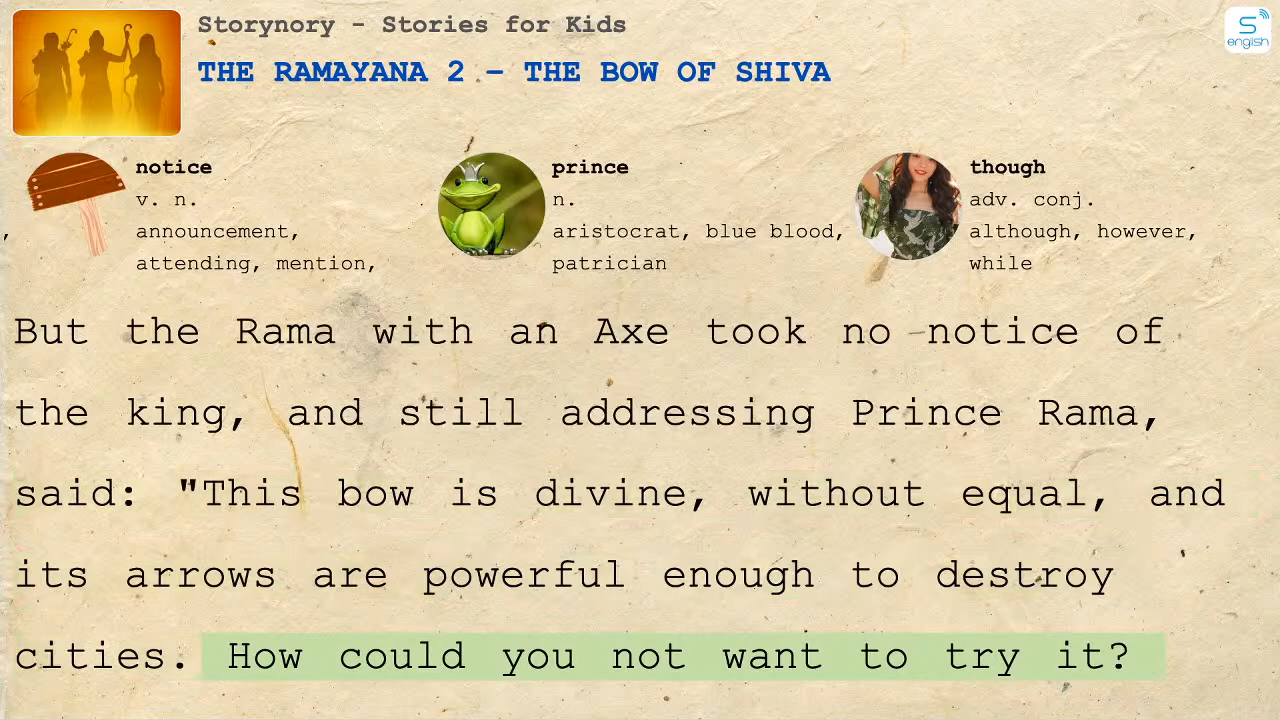 Storynory - Stories for Kids
THE RAMAYANA 2 – THE BOW OF SHIVA
S
english
notice
v. n.
announcement,
attending, mention,
prince
n.
aristocrat, blue blood,
patrician
though
adv. conj.
although, however,
while
,
But the Rama with an Axe took no notice of
the king, and still addressing Prince Rama,
said: "This bow is divine, without equal, and
its arrows are powerful enough to destroy
cities. How could you not want to try it?